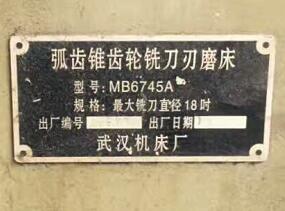 弧齿锥齿轮铣刀刃磨床
型号:MB6745A
规格:最大铣刀直径18吋
出厂编号 出厂日期
武汉机床厂